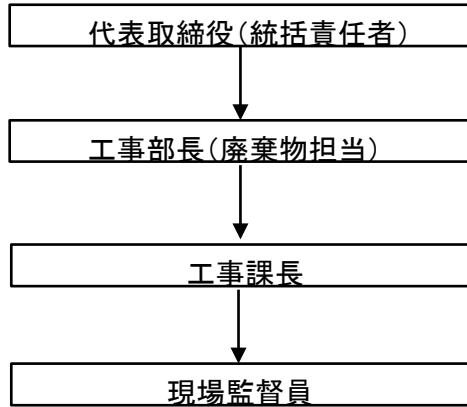 代表取締役（統括責任者）
工事部長（廃棄物担当）
工事課長
現場監督員